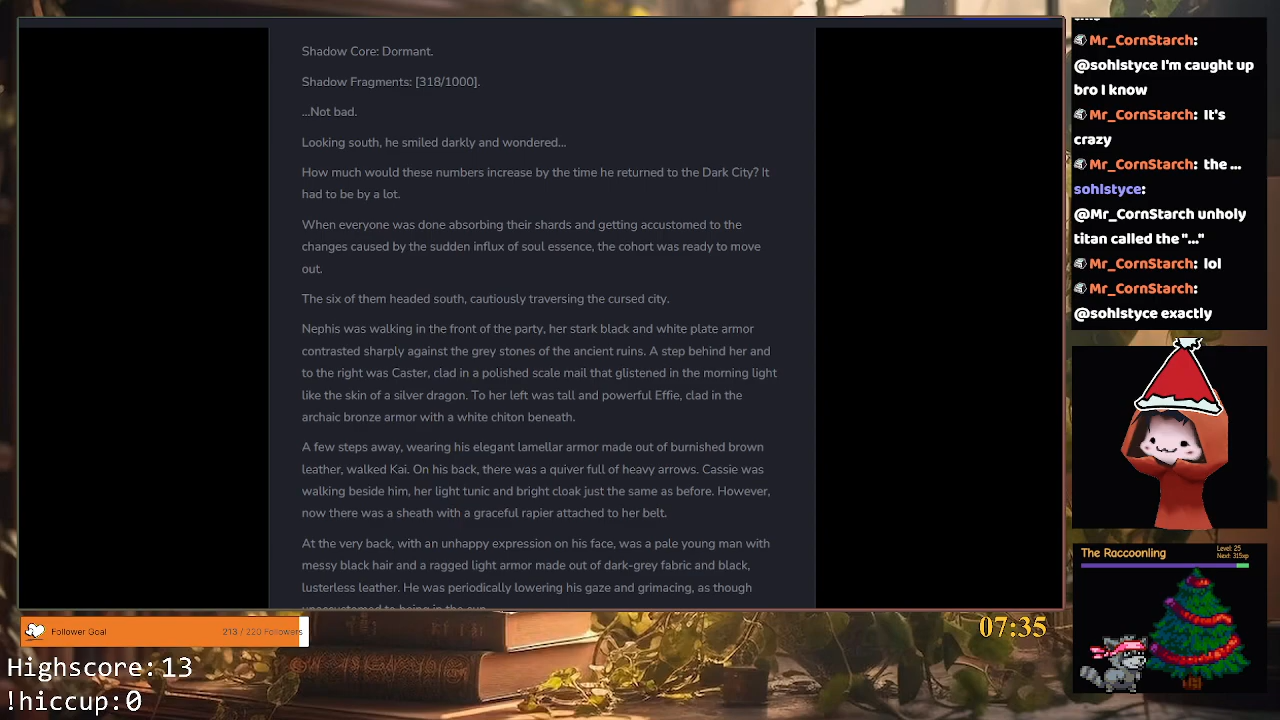 Shadow Core: Dormant.
Shadow Fragments: [318/1000].
...Not bad.
Looking south, he smiled darkly and wondered...
How much would these numbers increase by the time he returned to the Dark City? It
had to be by a lot.
When everyone was done absorbing their shards and getting accustomed to the
changes caused by the sudden influx of soul essence, the cohort was ready to move
out.
The six of them headed south, cautiously traversing the cursed city.
Nephis was walking in the front of the party, her stark black and white plate armor
contrasted sharply against the grey stones of the ancient ruins. A step behind her and
to the right was Caster, clad in a polished scale mail that glistened in the morning light
like the skin of a silver dragon. To her left was tall and powerful Effie, clad in the
archaic bronze armor with a white chiton beneath.
A few steps away, wearing his elegant lamellar armor made out of burnished brown
leather, walked Kai. On his back, there was a quiver full of heavy arrows. Cassie was
walking beside him, her light tunic and bright cloak just the same as before. However,
now there was a sheath with a graceful rapier attached to her belt.
At the very back, with an unhappy expression on his face, was a pale young man with
messy black hair and a ragged light armor made out of dark-grey fabric and black,
lusterless leather. He was periodically lowering his gaze and grimacing, as though
unaccustomed to being in the sun.
Mr_CornStarch:
@sohlstyce I'm caught up
bro I know
Mr_CornStarch: It's
crazy
Mr_CornStarch: the ...
sohlstyce:
@Mr_CornStarch unholy
titan called the "..."
Mr_CornStarch: lol
Mr_CornStarch:
@sohlstyce exactly
The Raccoonling
Level: 25
Next: 315xp
Follower Goal
213 / 220 Followers
07:35
Highscore:13
!hiccup:0